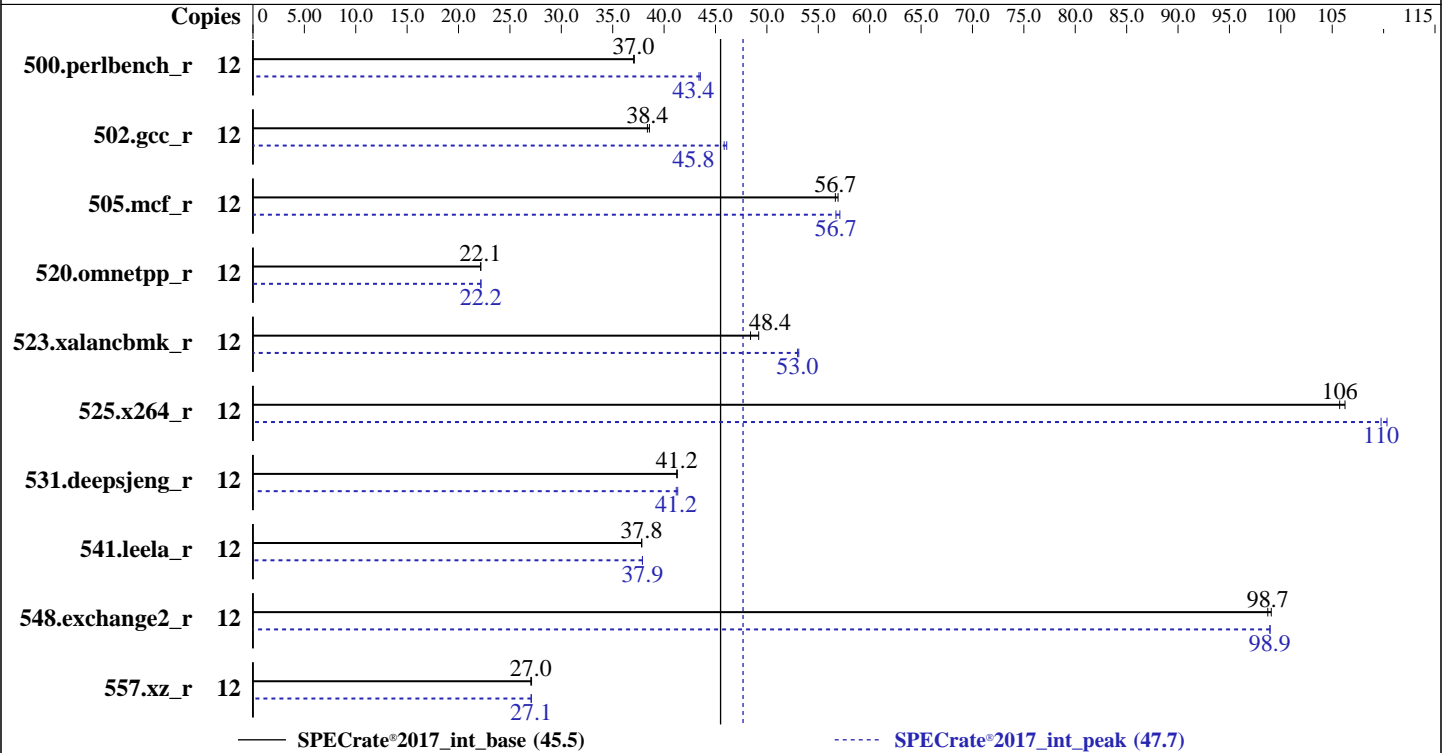 Copies 0 5.00 10.0 15.0 20.0 25.0 30.0 35.0 40.0 45.0 50.0 55.0 60.0 65.0 70.0 75.0 80.0 85.0 90.0 95.0 100 105 115
37.0
500.perlbench_r 12
43.4
38.4
502.gcc_r 12
45.8
56.7
505.mcf_r 12
56.7
22.1
520.omnetpp_r 12
22.2
48.4
523.xalancbmk_r 12
53.0
106
525.x264_r 12
110
41.2
531.deepsjeng_r 12
41.2
37.8
541.leela_r 12
37.9
98.7
548.exchange2_r 12
98.9
27.0
557.xz_r 12
27.1
SPECrate®2017_int_base (45.5) SPECrate®2017_int_peak (47.7)